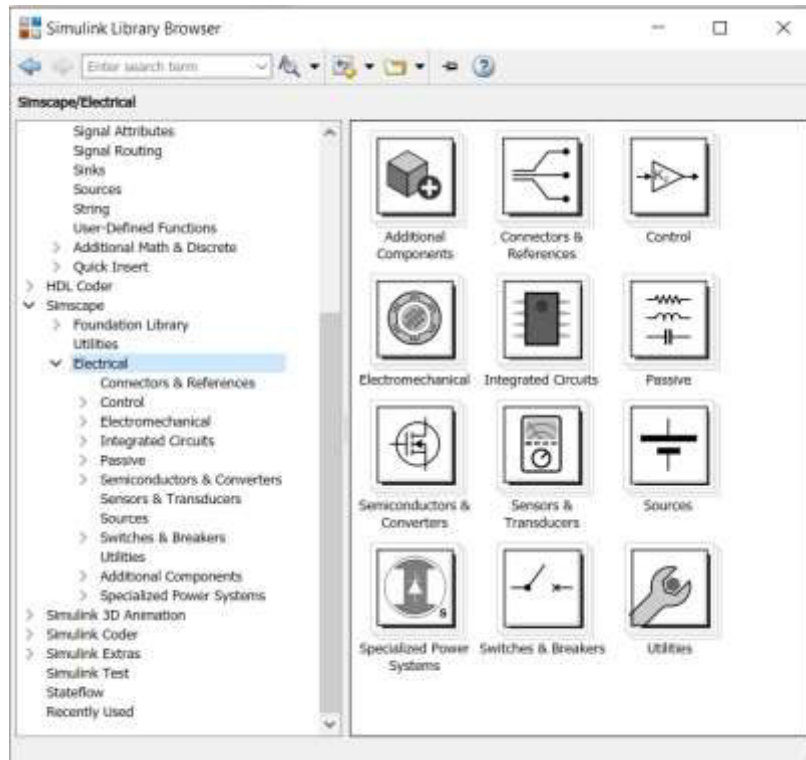 Simulink Library Browser
Enter search term
Simscape/Electrical
Signal Attributes
Signal Routing
Sinks
Sources
String
User-Defined Functions
Additional Math & Discrete
Quick Insert
HDL Coder
Simscape
Foundation Library
Utilities
Electrical
Connectors & References
Control
Electromechanical
Integrated Circuits
Passive
Semiconductors & Converters
Sensors & Transducers
Sources
Switches & Breakers
Utilities
Additional Components
Specialized Power Systems
Simulink 3D Animation
Simulink Coder
Simulink Extras
Simulink Test
Stateflow
Recently Used
Additional
Components
Connectors &
References
Control
Electromechanical
Integrated Circuits
Passive
Semiconductors &
Converters
Sensors &
Transducers
Sources
s
Specialized Power
Systems
Switches & Breakers
Utilities